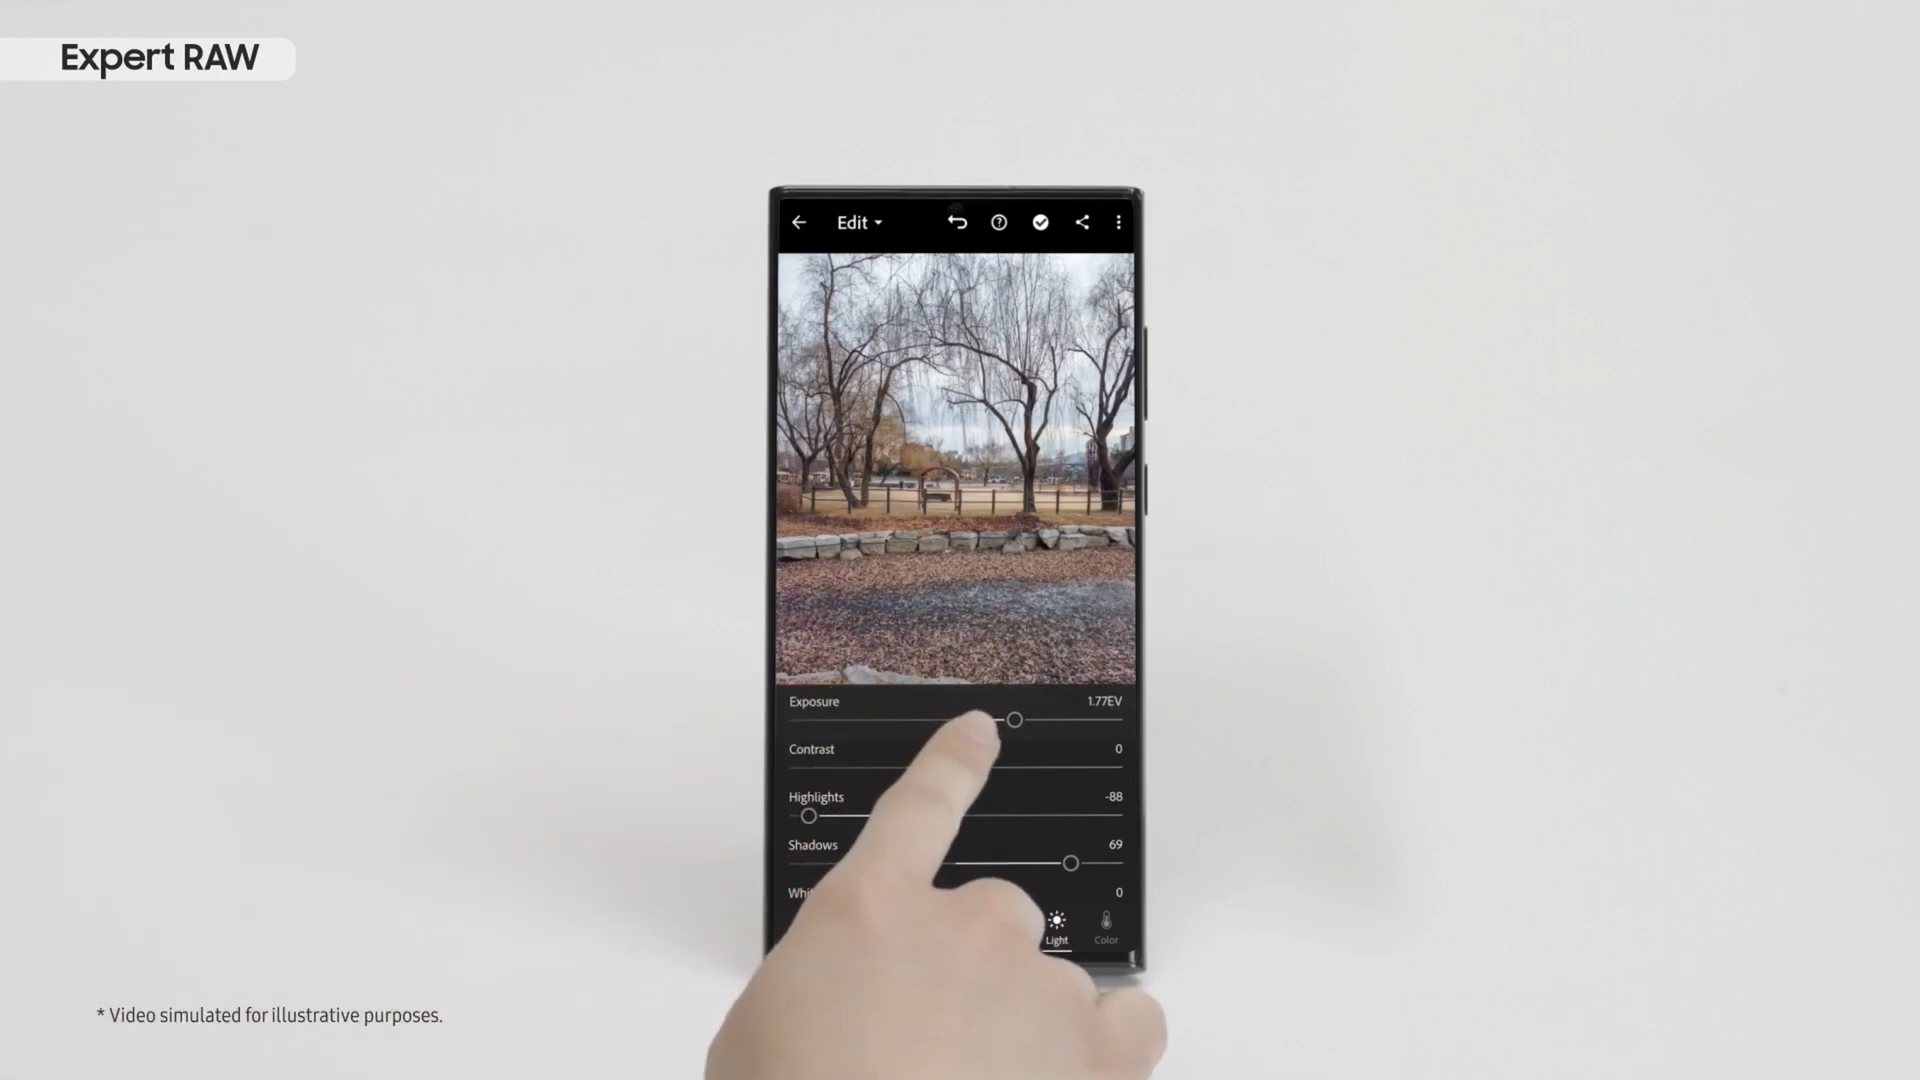 Expert RAW
Edit
Exposure 1.77EV
Contrast 0
Highlights -88
Shadows 69
0
Light Color
* Video simulated for illustrative purposes.